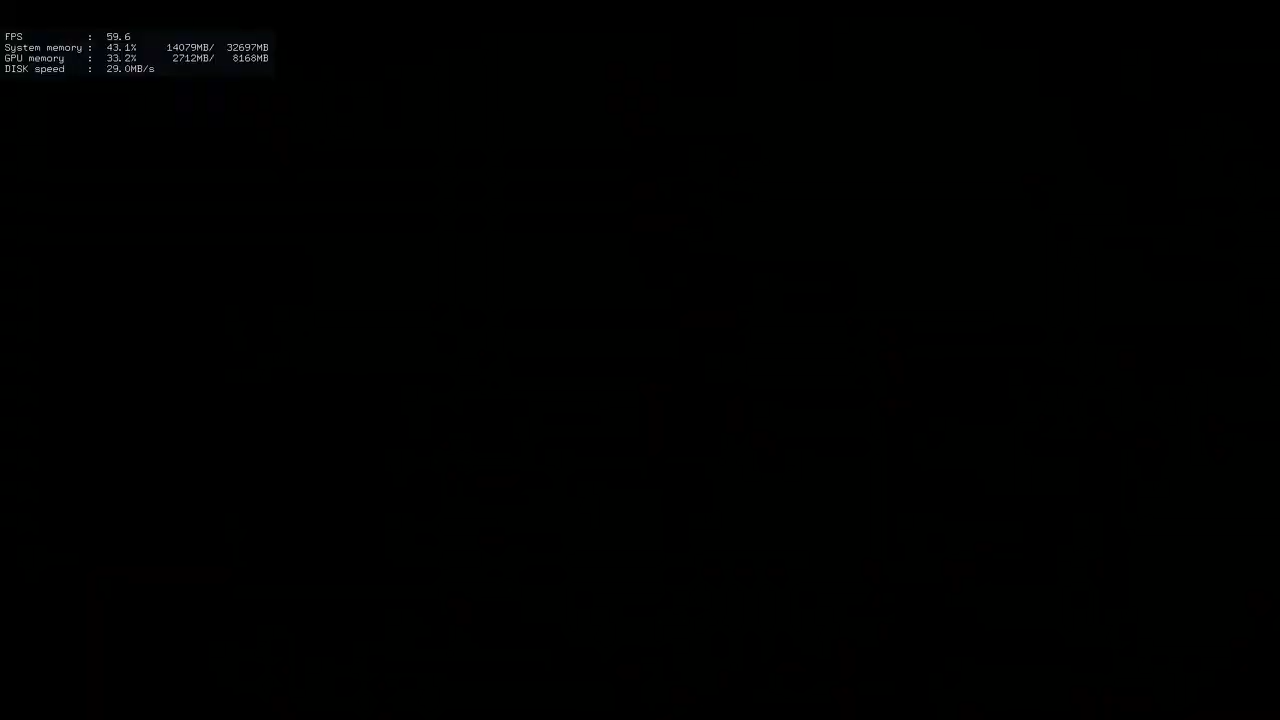 FPS : 59.6
System memory : 43.1% 14079MB/ 32697MB
GPU memory : 33.2% 2712MB/ 8168MB
DISK speed : 29.0MB/s